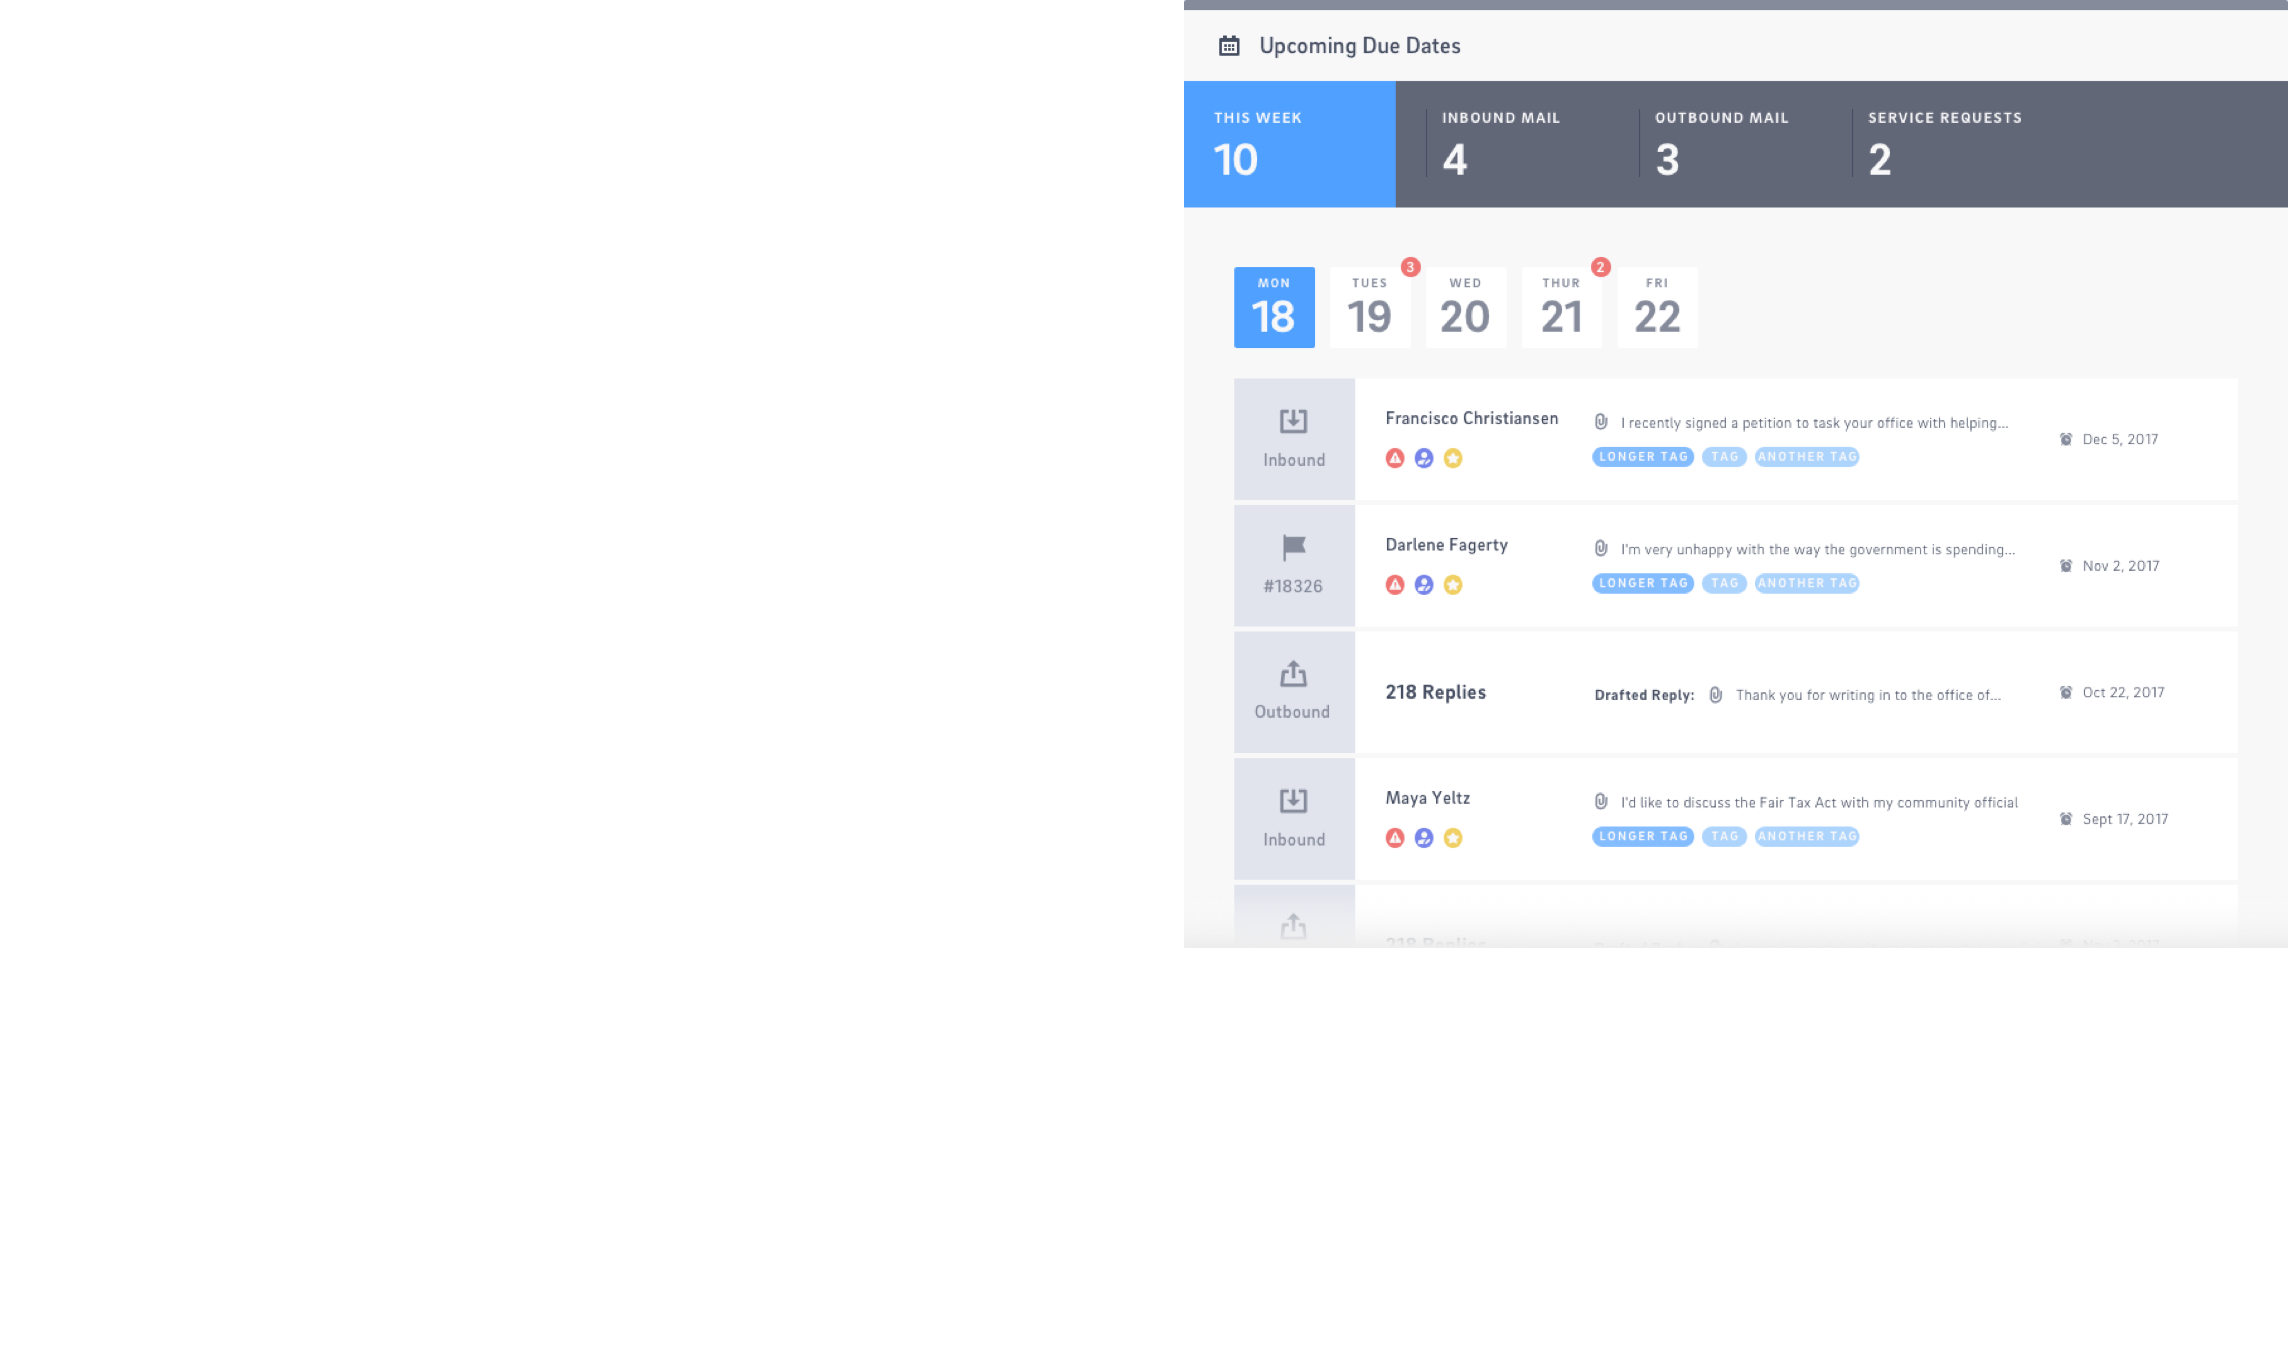 Upcoming Due Dates
THIS WEEK
10
INBOUND MAIL
4
OUTBOUND MAIL
3
SERVICE REQUESTS
2
MON
18
TUES
19
3
WED
20
THUR
21
2
FRI
22
Inbound
Francisco Christiansen
I recently signed a petition to task your office with helping...
LONGER TAG TAG ANOTHER TAG
Dec 5, 2017
#18326
Darlene Fagerty
I'm very unhappy with the way the government is spending...
LONGER TAG TAG ANOTHER TAG
Nov 2, 2017
Outbound
218 Replies
Drafted Reply: Thank you for writing in to the office of...
Oct 22, 2017
Inbound
Maya Yeltz
I'd like to discuss the Fair Tax Act with my community official
LONGER TAG TAG ANOTHER TAG
Sept 17, 2017
218 Replies